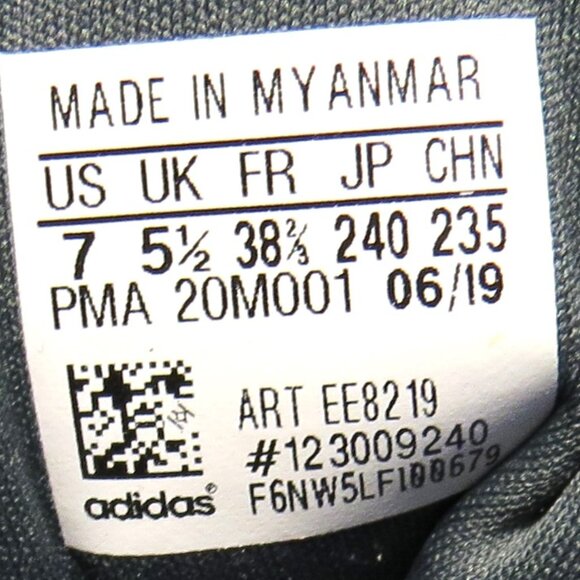 MADE IN MYANMAR
US UK FR JP CHN
7 5½ 38⅔ 240 235
PMA 20M001 06/19
ART EE8219
#123009240
F6NW5LF100679
adidas®